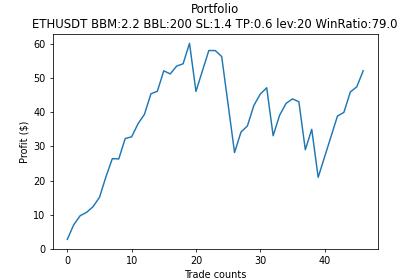 Portfolio
ETHUSDT BBM:2.2 BBL:200 SL:1.4 TP:0.6 lev:20 WinRatio:79.0
60
50
40
30
20
10
0
Profit ($)
0 10 20 30 40
Trade counts